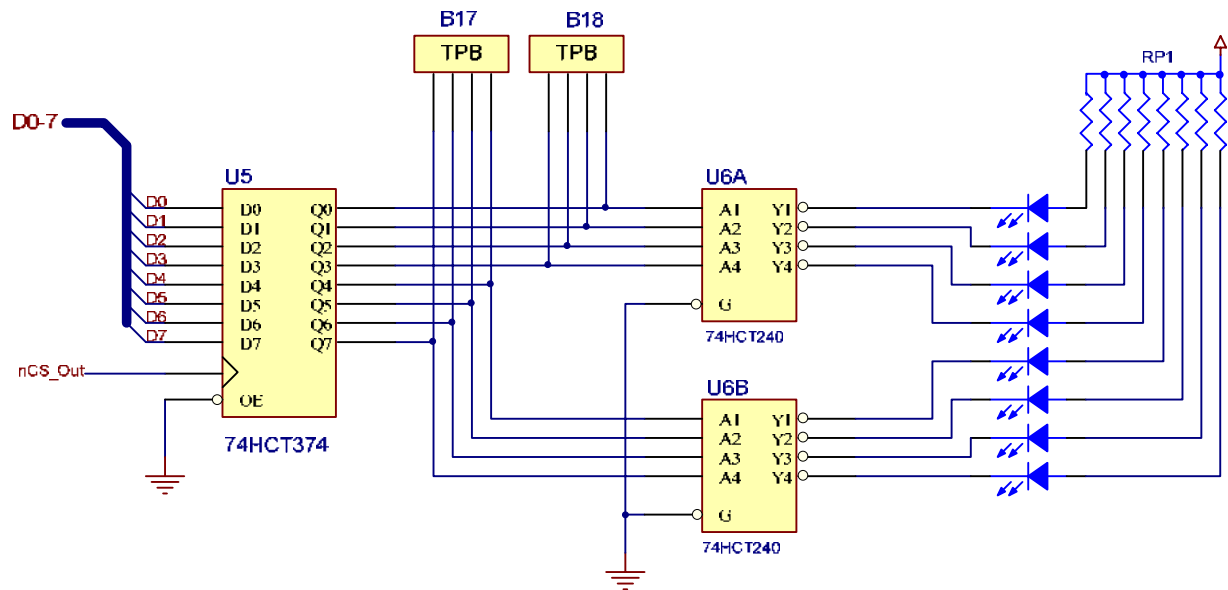 B17
B18
TPB
TPB
RP1
D0-7
U5
U6A
U6B
D0
D1
D2
D3
D4
D5
D6
D7
D0
D1
D2
D3
D4
D5
D6
D7
OE
Q0
Q1
Q2
Q3
Q4
Q5
Q6
Q7
nCS_Out
74HCT374
A1
A2
A3
A4
G
Y1
Y2
Y3
Y4
74HCT240
A1
A2
A3
A4
G
Y1
Y2
Y3
Y4
74HCT240